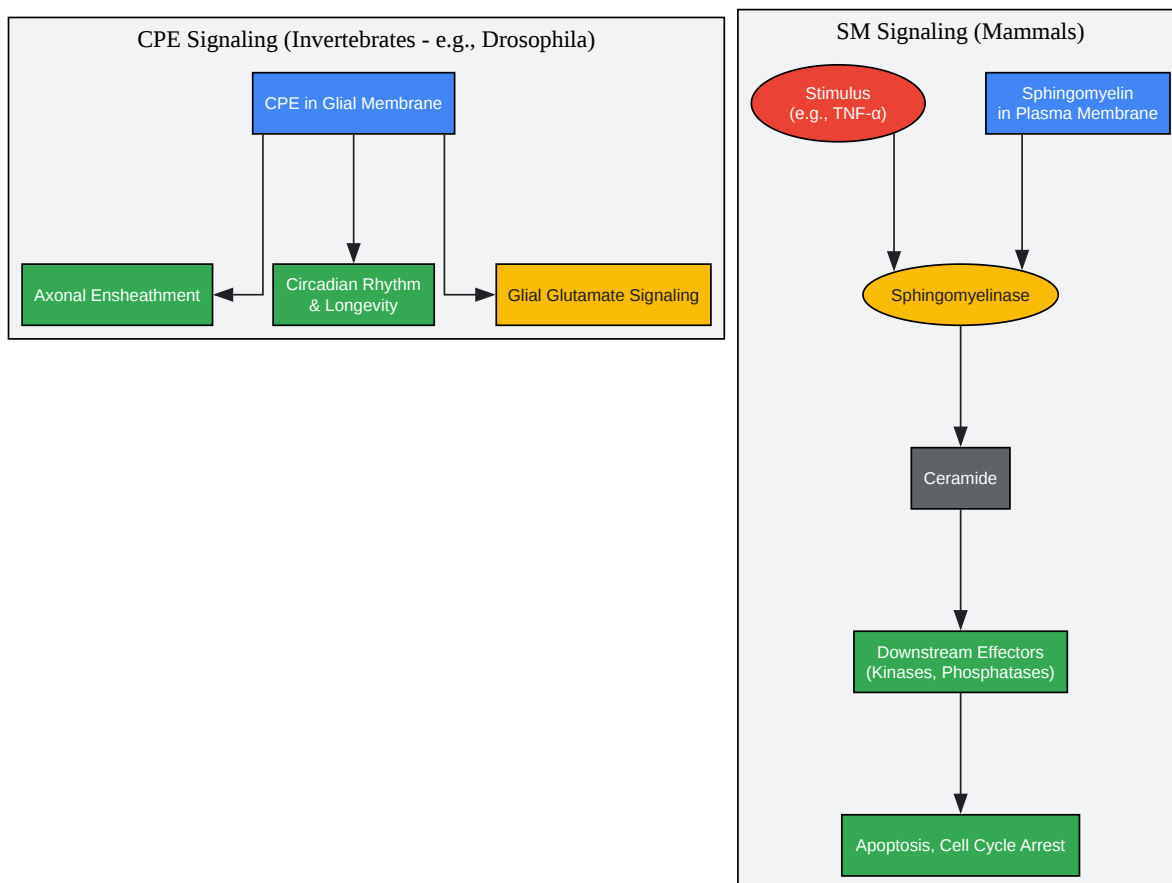 CPE Signaling (Invertebrates - e.g., Drosophila)
CPE in Glial Membrane
Axonal Ensheathment
Circadian Rhythm
& Longevity
Glial Glutamate Signaling
SM Signaling (Mammals)
Stimulus
(e.g., TNF-α)
Sphingomyelin
in Plasma Membrane
Sphingomyelinase
Ceramide
Downstream Effectors
(Kinases, Phosphatases)
Apoptosis, Cell Cycle Arrest